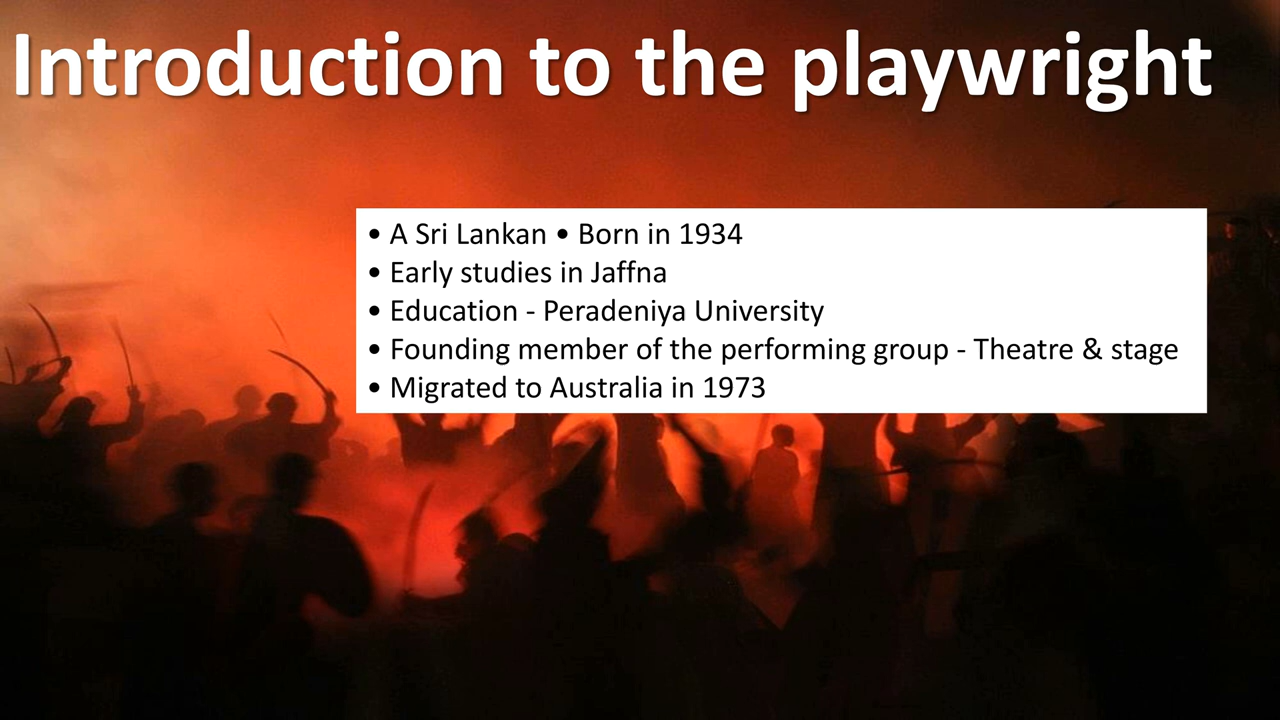 Introduction to the playwright
• A Sri Lankan • Born in 1934
• Early studies in Jaffna
• Education - Peradeniya University
• Founding member of the performing group - Theatre & stage
• Migrated to Australia in 1973